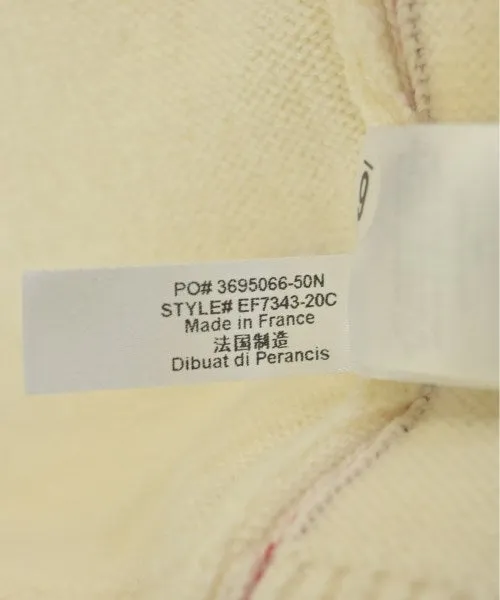 PO# 3695066-50N
STYLE# EF7343-20C
Made in France
法国制造
Dibuat di Perancis